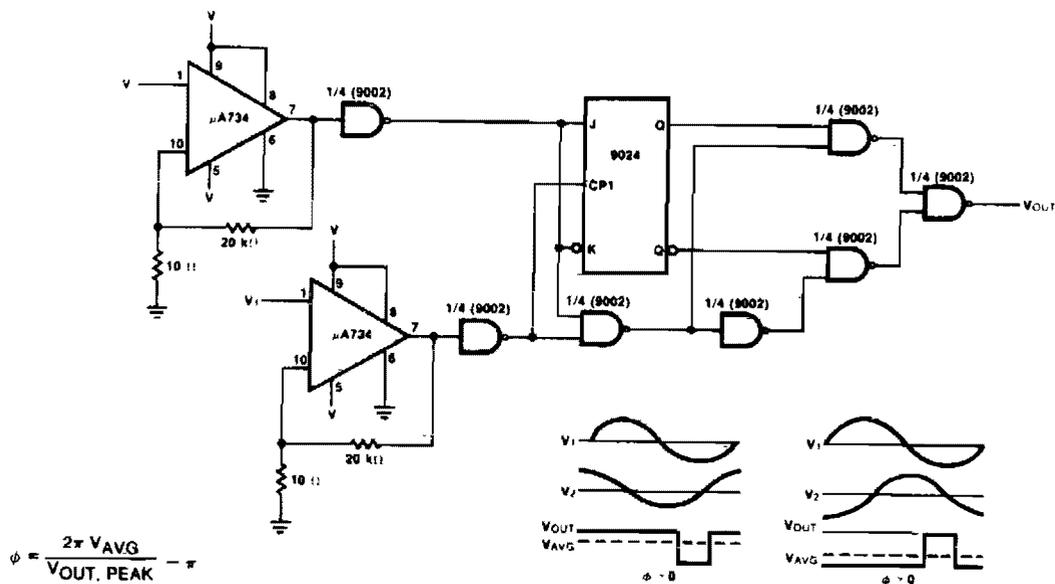 V
V
1
9
8
μA734
7
6
10
5
V
20 kΩ
10 Ω
1/4 (9002)
J
Q
9024
CP1
K
Q
1/4 (9002)
1/4 (9002)
VOUT
1/4 (9002)
V
V1
1
9
8
μA734
7
6
10
5
V
20 kΩ
10 Ω
1/4 (9002)
1/4 (9002)
1/4 (9002)
V1
V2
VOUT
VAVG
V1
V2
VOUT
VAVG
φ = 2π VAVG / VOUT, PEAK − π